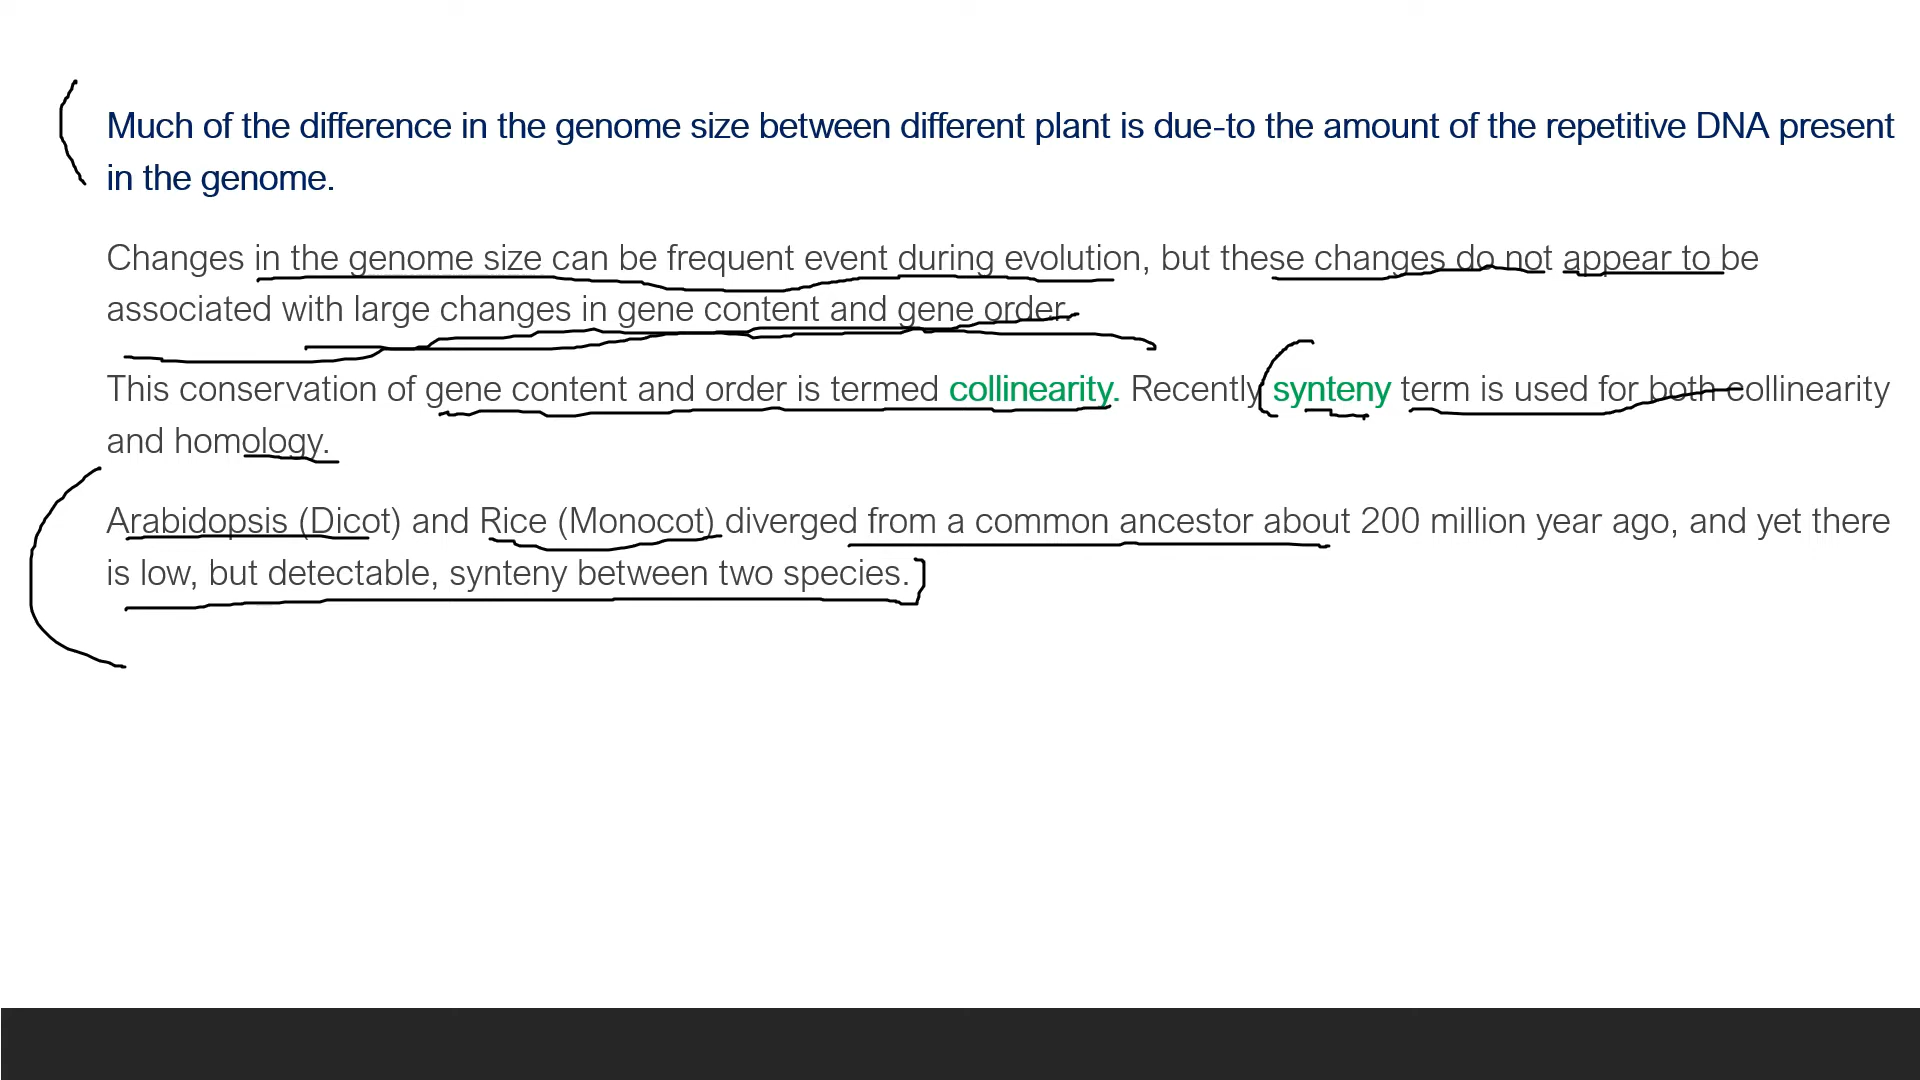 Much of the difference in the genome size between different plant is due-to the amount of the repetitive DNA present
in the genome.
Changes in the genome size can be frequent event during evolution, but these changes do not appear to be
associated with large changes in gene content and gene order.
This conservation of gene content and order is termed collinearity. Recently synteny term is used for both collinearity
and homology.
Arabidopsis (Dicot) and Rice (Monocot) diverged from a common ancestor about 200 million year ago, and yet there
is low, but detectable, synteny between two species.